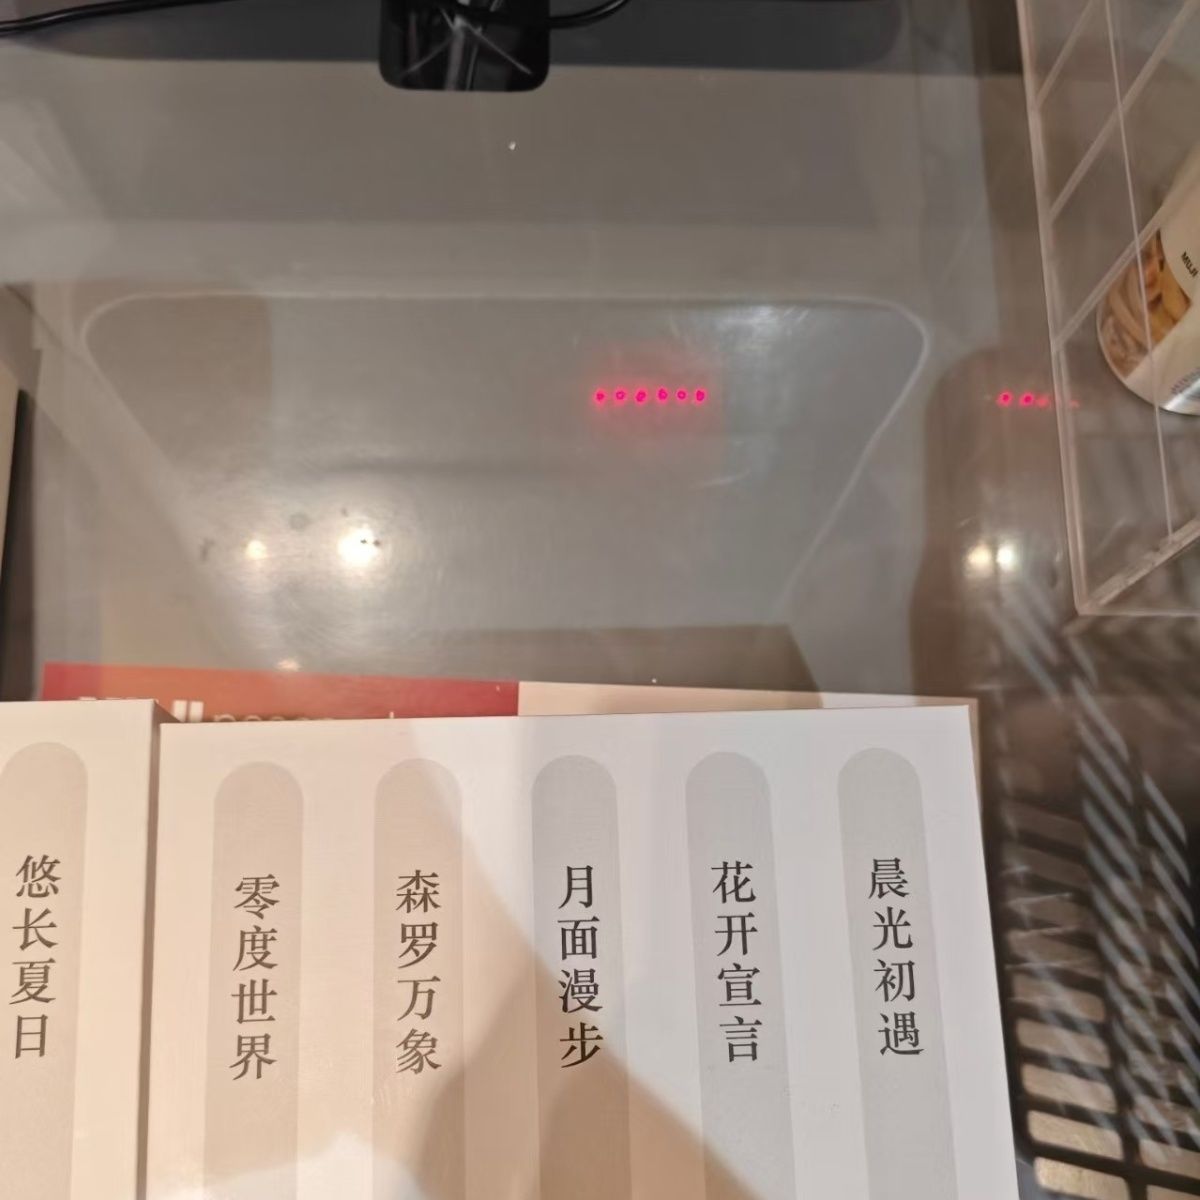 悠长夏日
零度世界
森罗万象
月面漫步
花开宣言
晨光初遇
MUJI